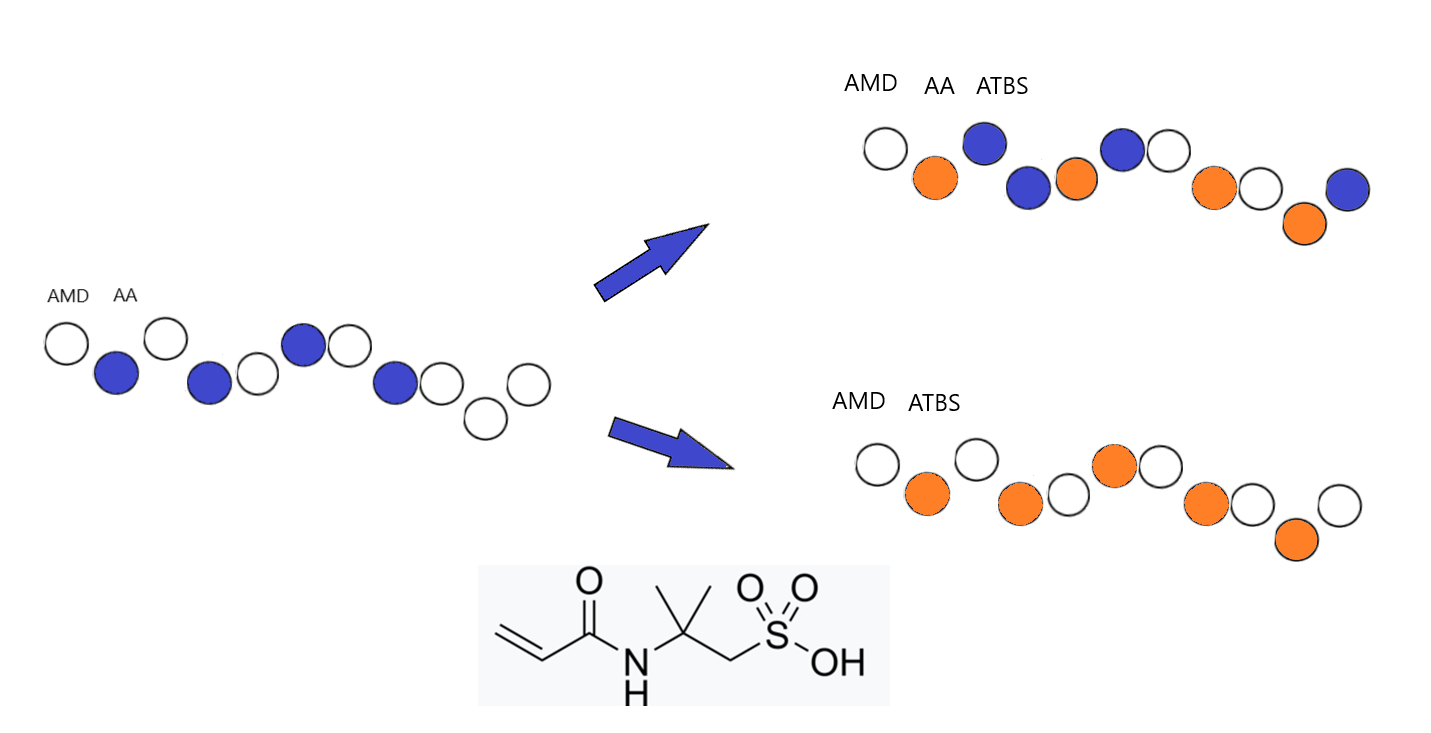 AMD AA ATBS
AMD AA
AMD ATBS
O O O
S
N OH
H